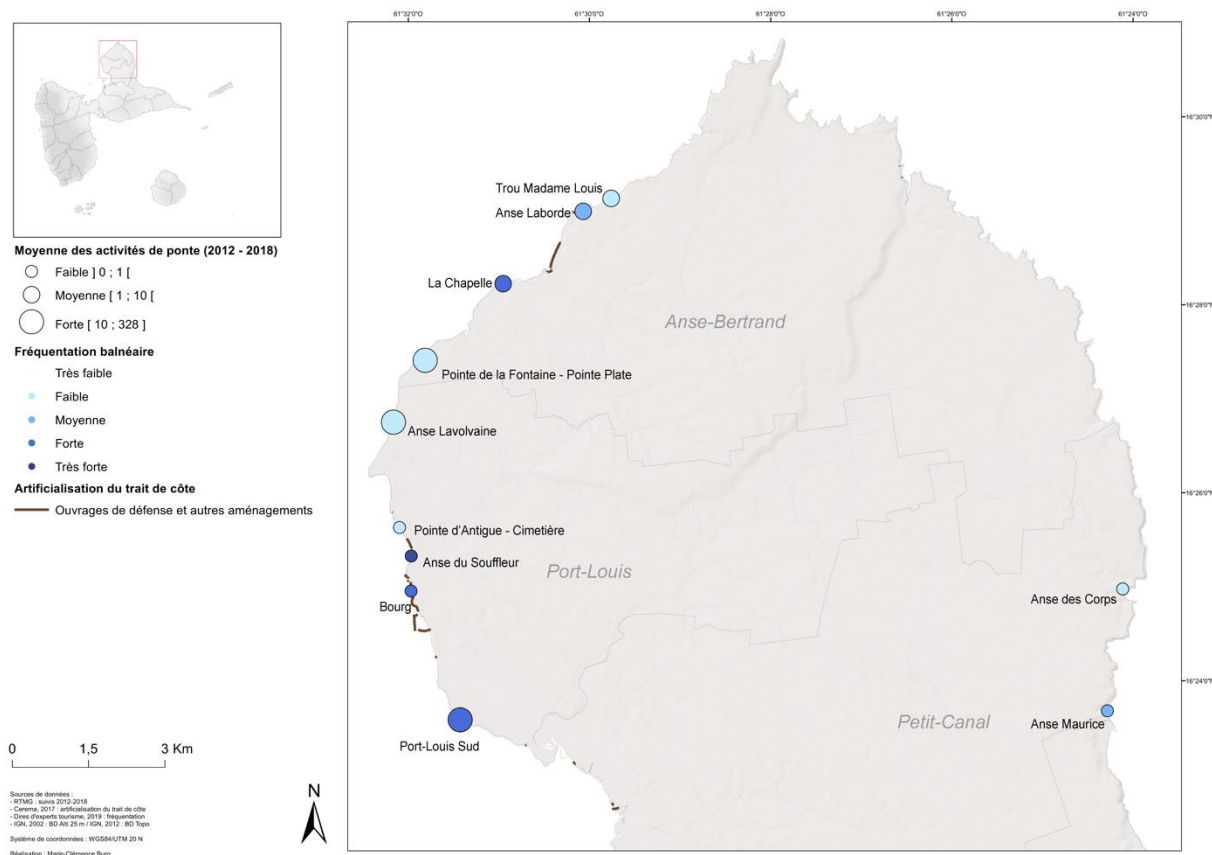 61°32'0"O
61°30'0"O
61°28'0"O
61°26'0"O
61°24'0"O
16°30'0"N
16°28'0"N
16°26'0"N
16°24'0"N
Moyenne des activités de ponte (2012 - 2018)
Faible ] 0 ; 1 [
Moyenne [ 1 ; 10 [
Forte [ 10 ; 328 ]
Fréquentation balnéaire
Très faible
Faible
Moyenne
Forte
Très forte
Artificialisation du trait de côte
Ouvrages de défense et autres aménagements
0 1,5 3 Km
Sources de données :
- RTMG : suivis 2012-2018
- Cerema, 2017 : artificialisation du trait de côte
- Dires d'experts tourisme, 2019 : fréquentation
- IGN, 2002 : BD Alti 25 m / IGN, 2012 : BD Topo
Système de coordonnées : WGS84/UTM 20 N
Réalisation : Marie-Clémence Buro
N
Trou Madame Louis
Anse Laborde
La Chapelle
Anse-Bertrand
Pointe de la Fontaine - Pointe Plate
Anse Lavolvaine
Pointe d'Antigue - Cimetière
Anse du Souffleur
Port-Louis
Bourg
Anse des Corps
Petit-Canal
Anse Maurice
Port-Louis Sud